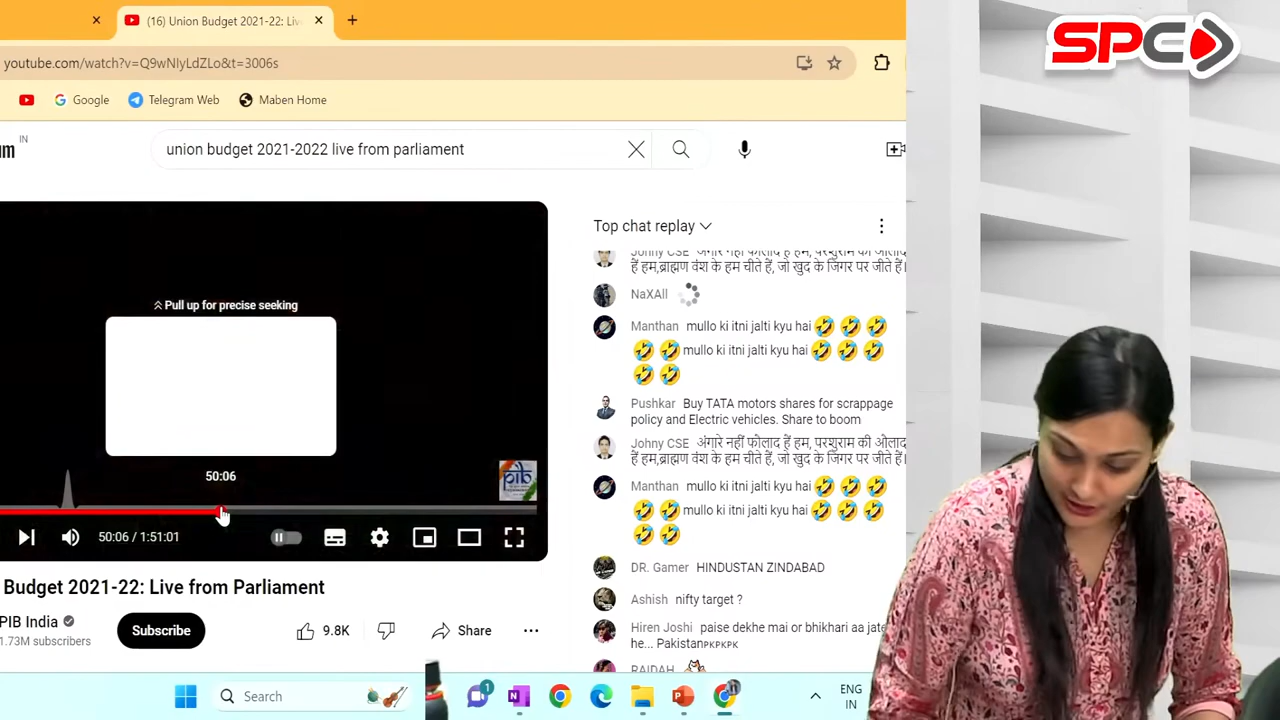 (16) Union Budget 2021-22: Liv
SPC
youtube.com/watch?v=Q9wNlyLdZLo&t=3006s
Google
Telegram Web
Maben Home
um
IN
union budget 2021-2022 live from parliament
Top chat replay
Johny CSE अंगारे नहीं फौलाद हैं हम, परशुराम की औलाद
हैं हम,ब्राह्मण वंश के हम चीते हैं, जो खुद के जिगर पर जीते हैं।
NaXAll
Pull up for precise seeking
Manthan mullo ki itni jalti kyu hai 🤣 🤣 🤣
🤣 🤣 mullo ki itni jalti kyu hai 🤣 🤣 🤣
🤣 🤣
Pushkar Buy TATA motors shares for scrappage
policy and Electric vehicles. Share to boom
Johny CSE अंगारे नहीं फौलाद हैं हम, परशुराम की औलाद
हैं हम,ब्राह्मण वंश के हम चीते हैं, जो खुद के जिगर पर जीते हैं।
50:06
pib
Manthan mullo ki itni jalti kyu hai 🤣 🤣 🤣
🤣 🤣 mullo ki itni jalti kyu hai 🤣 🤣 🤣
🤣 🤣
50:06 / 1:51:01
DR. Gamer HINDUSTAN ZINDABAD
Budget 2021-22: Live from Parliament
Ashish nifty target ?
PIB India
1.73M subscribers
Subscribe
9.8K
Share
Hiren Joshi paise dekhe mai or bhikhari aa jate
he... Pakistanᴘᴋᴘᴋᴘᴋ
RAIDAH
Search
1
ENG
IN